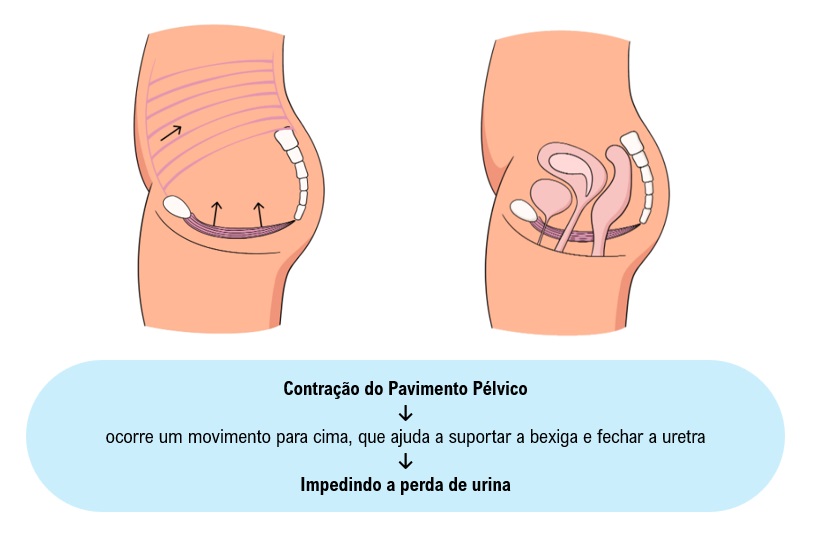 Contração do Pavimento Pélvico
↓
ocorre um movimento para cima, que ajuda a suportar a bexiga e fechar a uretra
↓
Impedindo a perda de urina